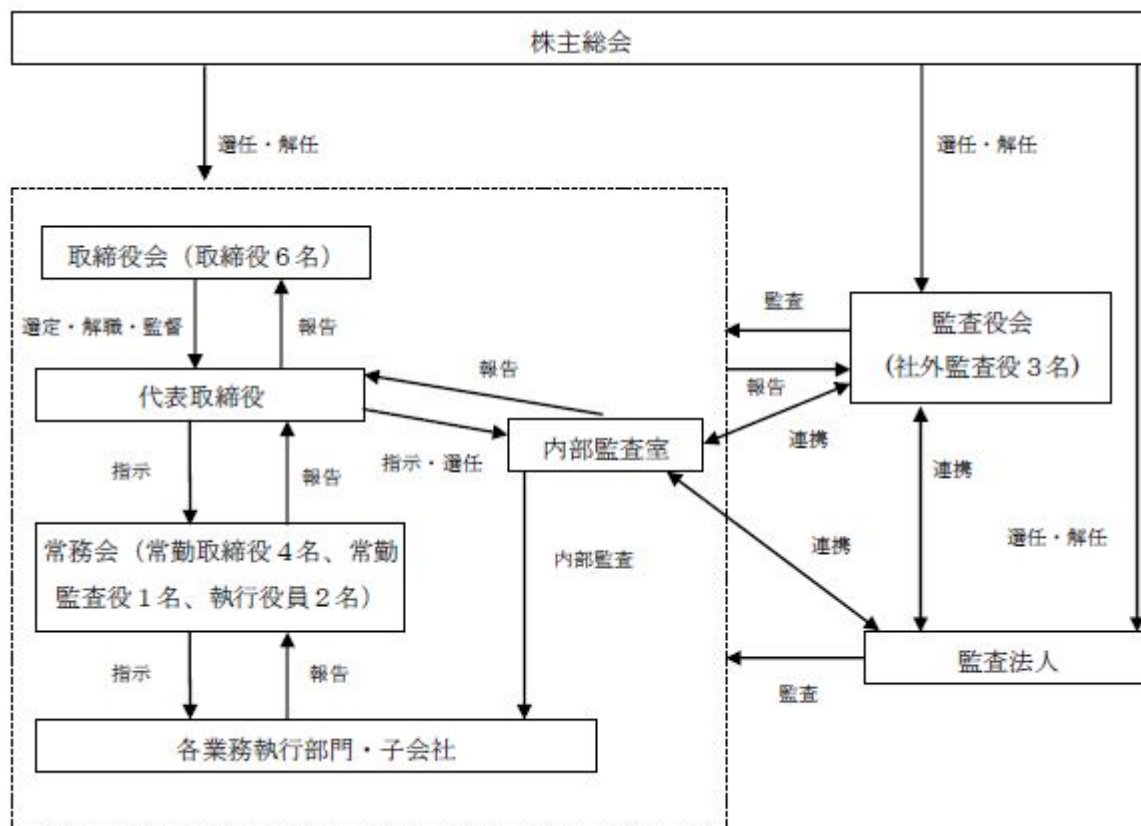 株主総会
選任・解任
選任・解任
取締役会（取締役６名）
選定・解職・監督
報告
監査
監査役会
(社外監査役３名)
報告
代表取締役
報告
連携
内部監査室
指示・選任
指示
報告
連携
選任・解任
常務会（常勤取締役４名、常勤
監査役１名、執行役員２名）
内部監査
連携
監査法人
監査
指示
報告
各業務執行部門・子会社